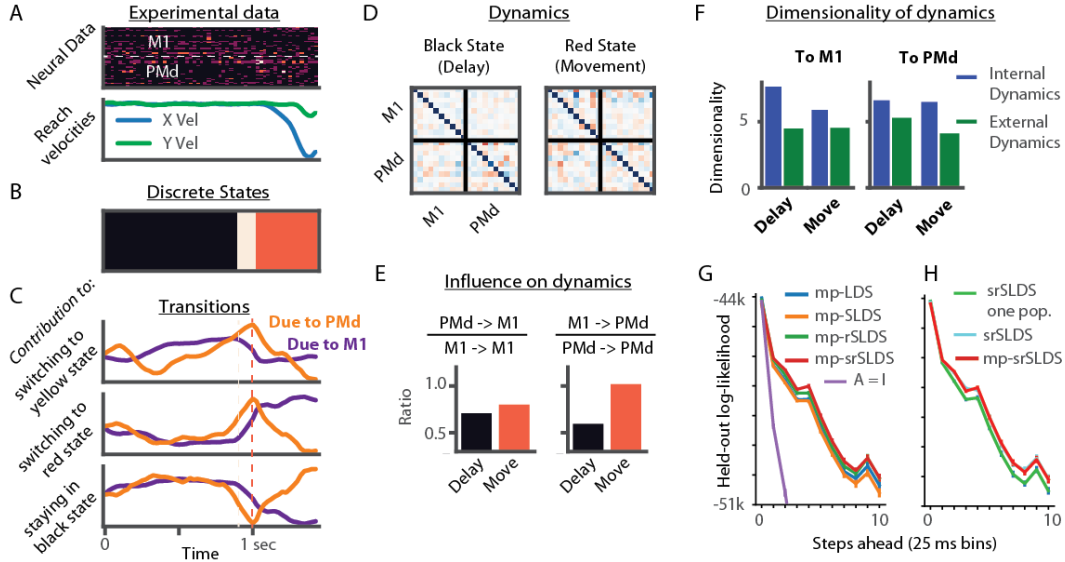 A
Experimental data
Neural Data
M1
PMd
Reach
velocities
X Vel
Y Vel
B
Discrete States
C
Contribution to:
Transitions
Due to PMd
Due to M1
switching to
yellow state
switching to
red state
staying in
black state
0
1 sec
Time
D
Dynamics
Black State
(Delay)
Red State
(Movement)
M1
PMd
M1
PMd
E
Influence on dynamics
PMd -> M1
M1 -> M1
M1 -> PMd
PMd -> PMd
Ratio
1.0
0.5
Delay
Move
Delay
Move
F
Dimensionality of dynamics
To M1
To PMd
Dimensionality
5
0
Delay
Move
Delay
Move
Internal
Dynamics
External
Dynamics
G
-44k
-51k
Held-out log-likelihood
mp-LDS
mp-SLDS
mp-rSLDS
mp-srSLDS
A = I
0
10
H
srSLDS
one pop.
srSLDS
mp-srSLDS
0
10
Steps ahead (25 ms bins)